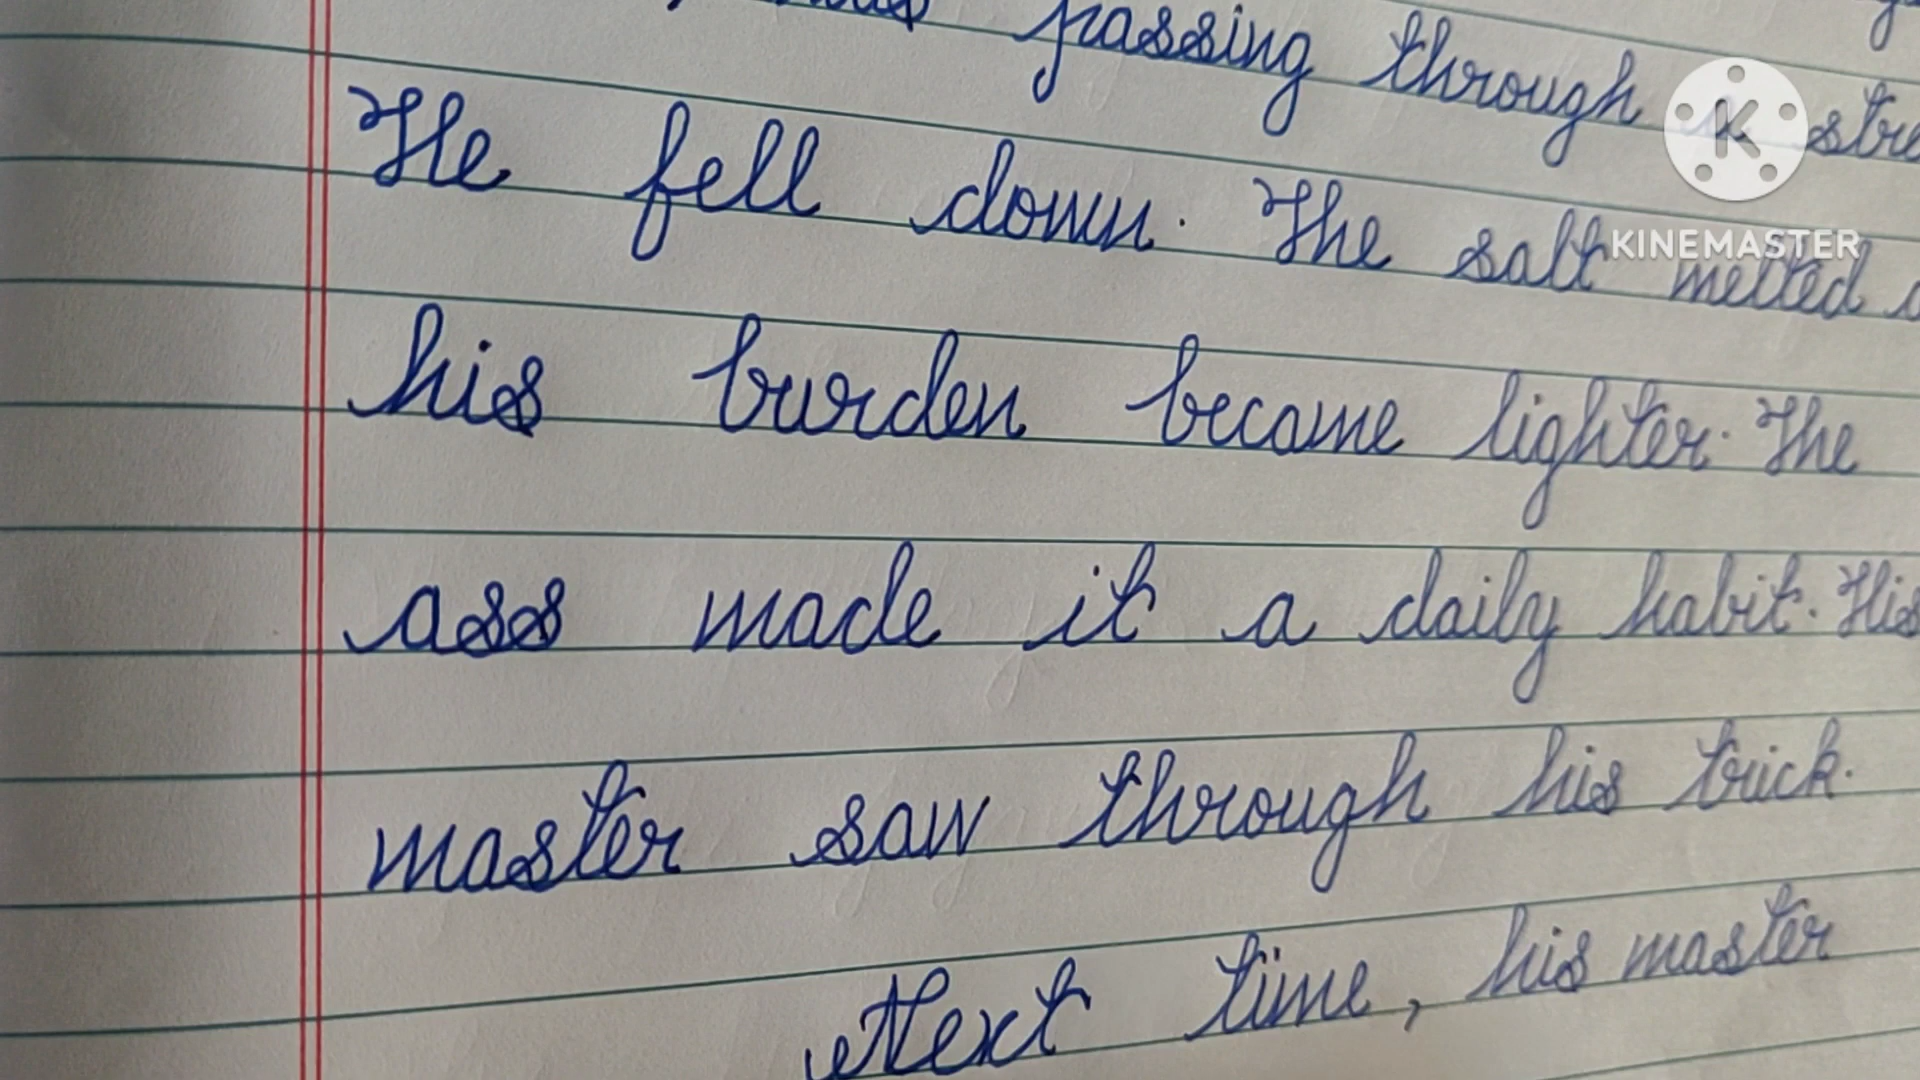 passing through
He fell down. The salt melted
his burden became lighter. The
ass made it a daily habit. His
master saw through his trick.
Next time, his master
KINEMASTER